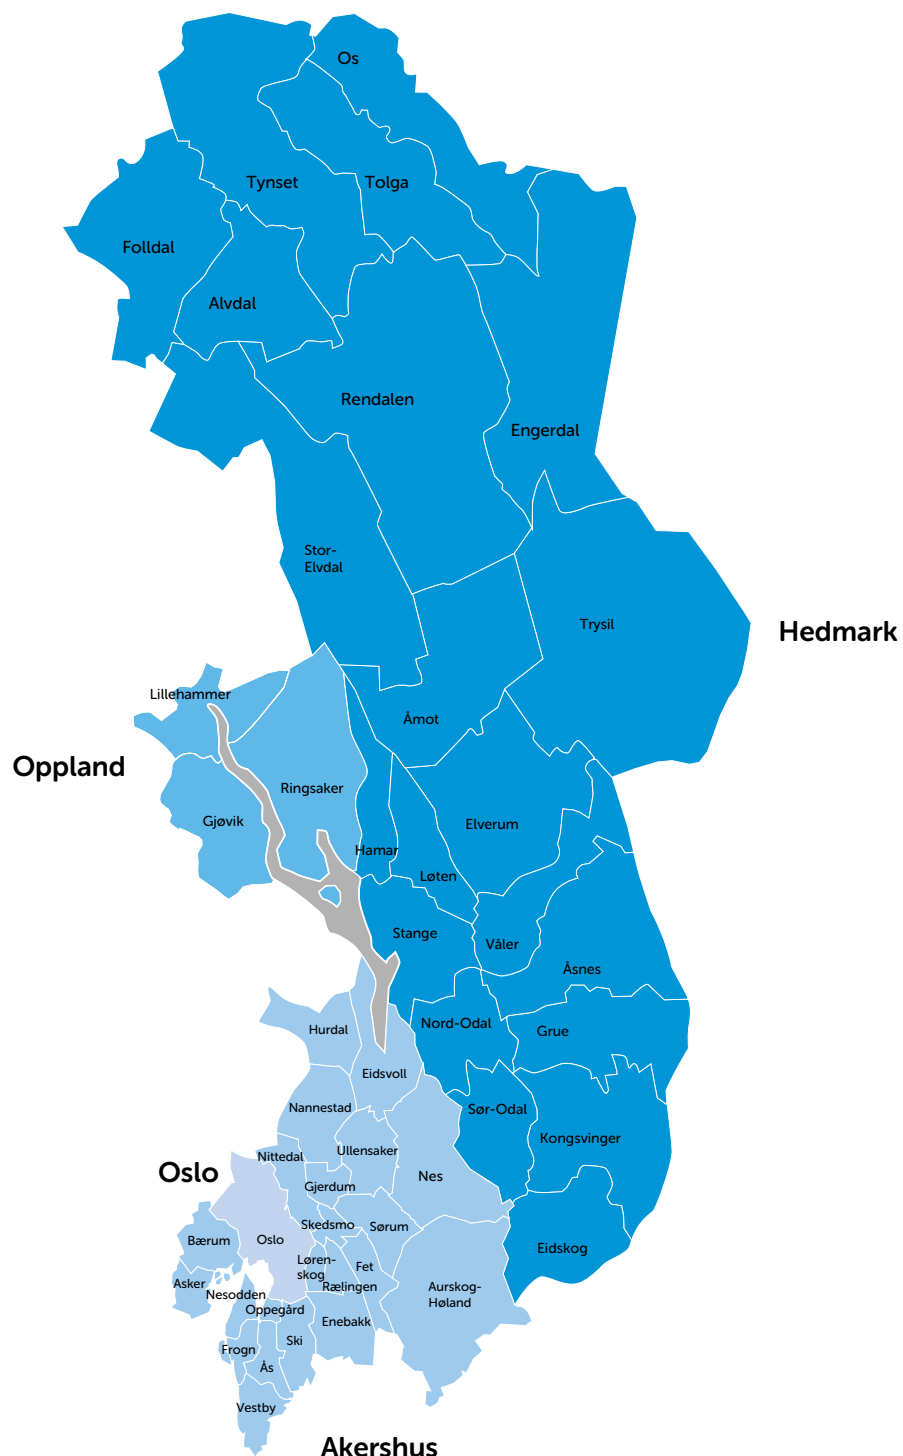 Os
Tynset
Tolga
Folldal
Alvdal
Rendalen
Engerdal
Stor-
Elvdal
Trysil
Hedmark
Lillehammer
Åmot
Oppland
Ringsaker
Gjøvik
Elverum
Hamar
Løten
Stange
Våler
Åsnes
Nord-Odal
Hurdal
Grue
Eidsvoll
Nannestad
Sør-Odal
Kongsvinger
Ullensaker
Nittedal
Oslo
Nes
Gjerdum
Skedsmo
Sørum
Bærum
Oslo
Eidskog
Løren-
skog
Fet
Asker
Rælingen
Aurskog-
Høland
Nesodden
Oppegård
Enebakk
Ski
Frogn
Ås
Vestby
Akershus